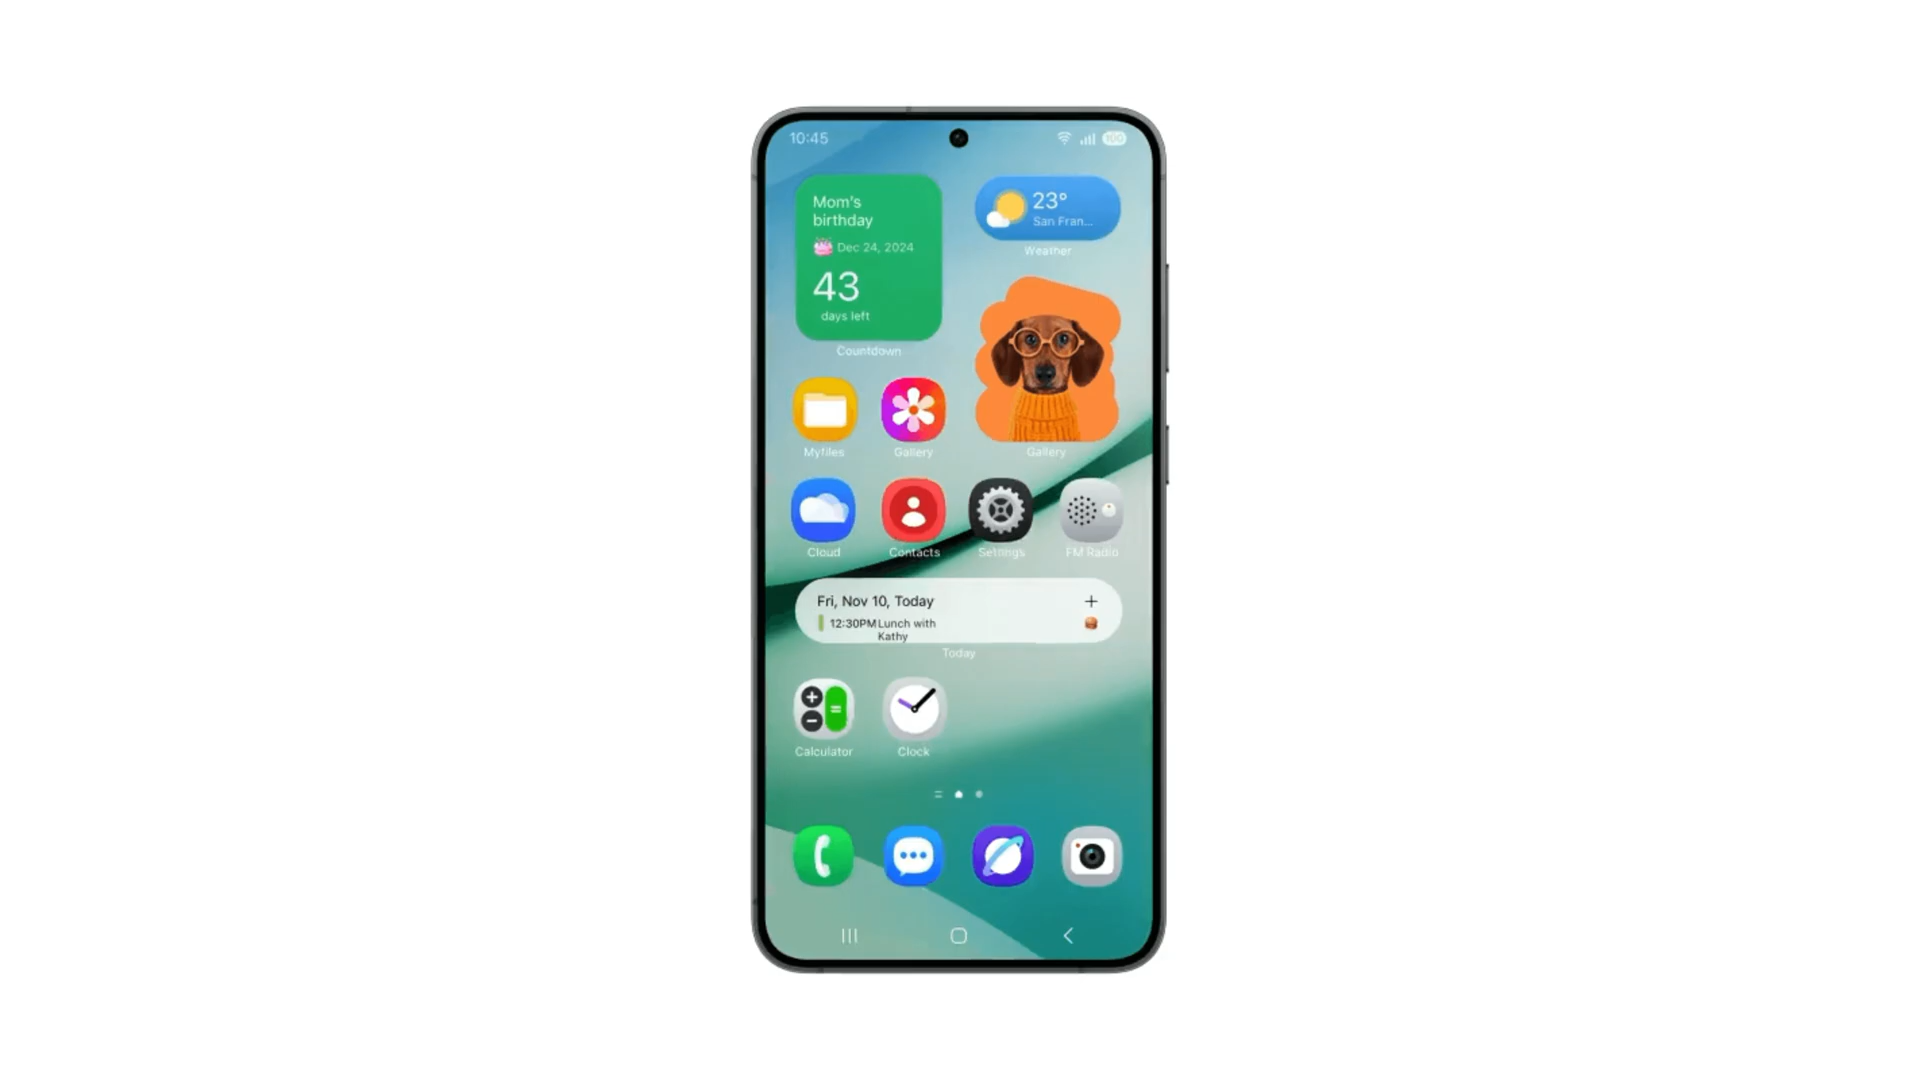 10:45
100
Mom's
birthday
Dec 24, 2024
43
days left
Countdown
23°
San Fran...
Weather
Gallery
Myfiles
Gallery
Cloud
Contacts
Settings
FM Radio
Fri, Nov 10, Today
+
12:30PM Lunch with
Kathy
Today
Calculator
Clock